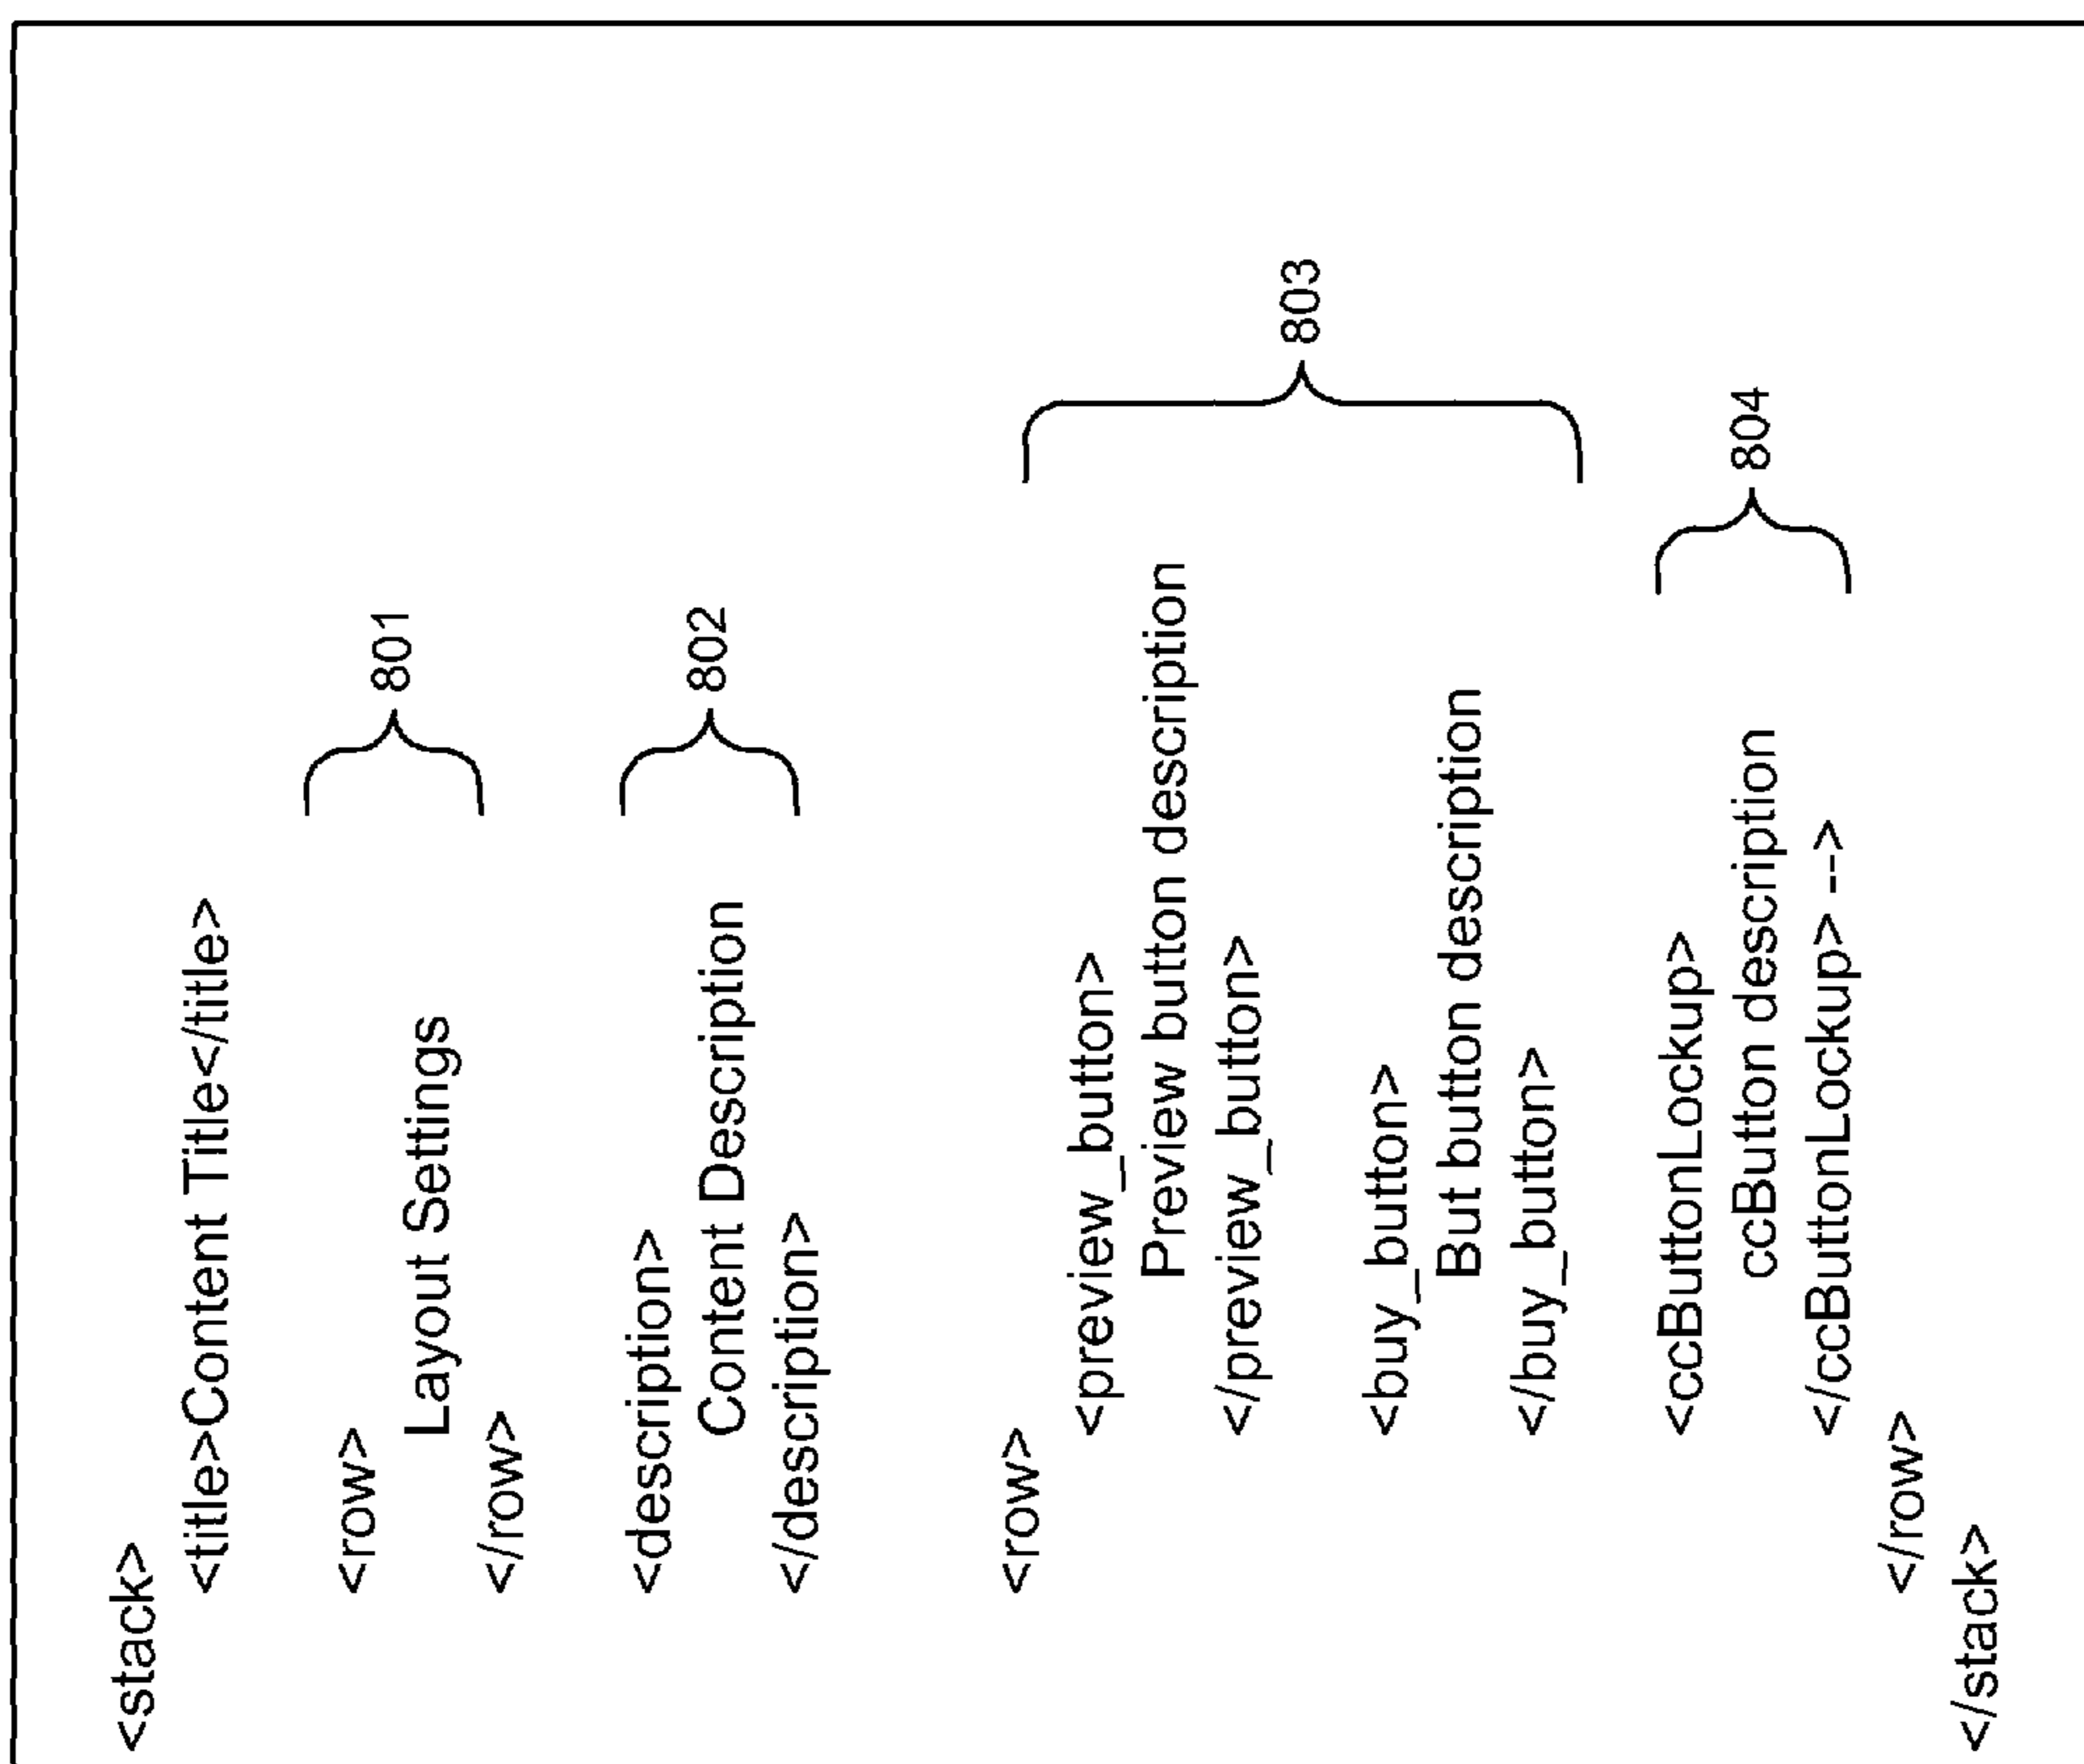 <stack>
<title>Content Title</title>
<row>
Layout Settings
</row>
801
<description>
Content Description
</description>
802
<row>
<preview_button>
Preview button description
</preview_button>
<buy_button>
But button description
</buy_button>
803
<ccButtonLockup>
ccButton description
</ccButtonLockup> -->
804
</row>
</stack>